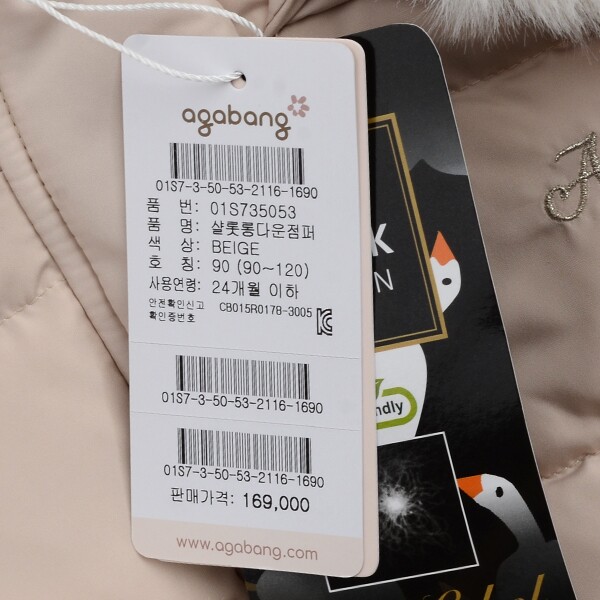 agabang
01S7-3-50-53-2116-1690
품 번: 01S735053
품 명: 샬롯롱다운점퍼
색 상: BEIGE
호 칭: 90 (90~120)
사용연령: 24개월 이하
안전확인신고 CB015R0178-3005
확인증번호
01S7-3-50-53-2116-1690
01S7-3-50-53-2116-1690
판매가격: 169,000
www.agabang.com
k
N
ndly